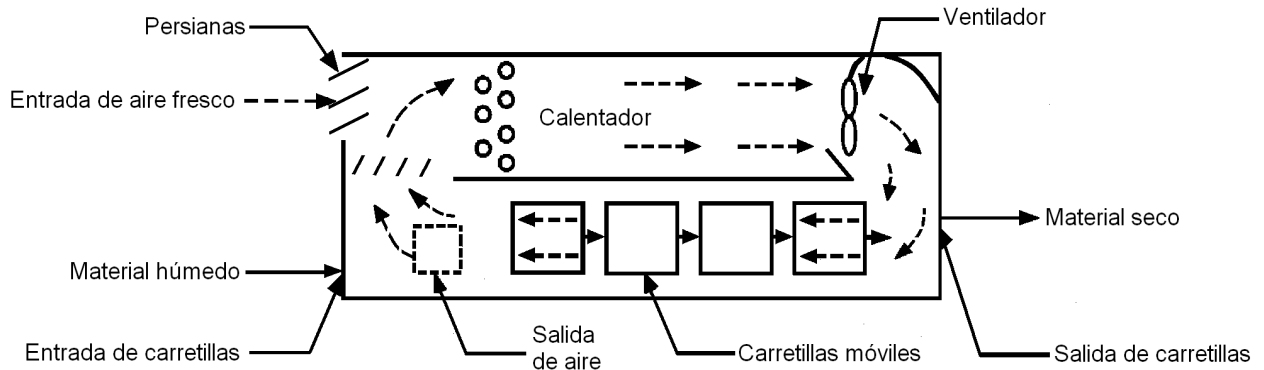 Persianas
Ventilador
Entrada de aire fresco
Calentador
Material seco
Material húmedo
Salida
de aire
Entrada de carretillas
Carretillas móviles
Salida de carretillas